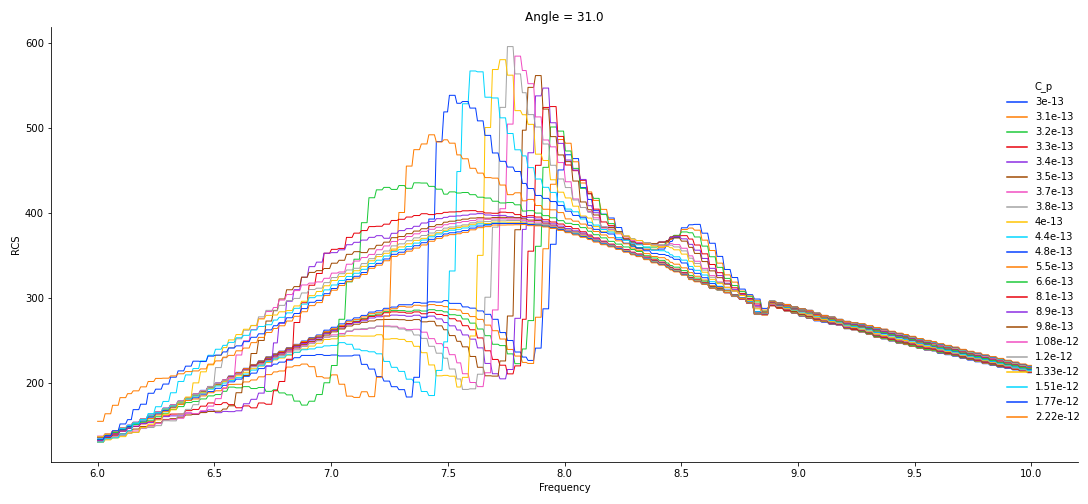 Angle = 31.0
600
500
400
300
200
RCS
6.0
6.5
7.0
7.5
8.0
8.5
9.0
9.5
10.0
Frequency
C_p
3e-13
3.1e-13
3.2e-13
3.3e-13
3.4e-13
3.5e-13
3.7e-13
3.8e-13
4e-13
4.4e-13
4.8e-13
5.5e-13
6.6e-13
8.1e-13
8.9e-13
9.8e-13
1.08e-12
1.2e-12
1.33e-12
1.51e-12
1.77e-12
2.22e-12